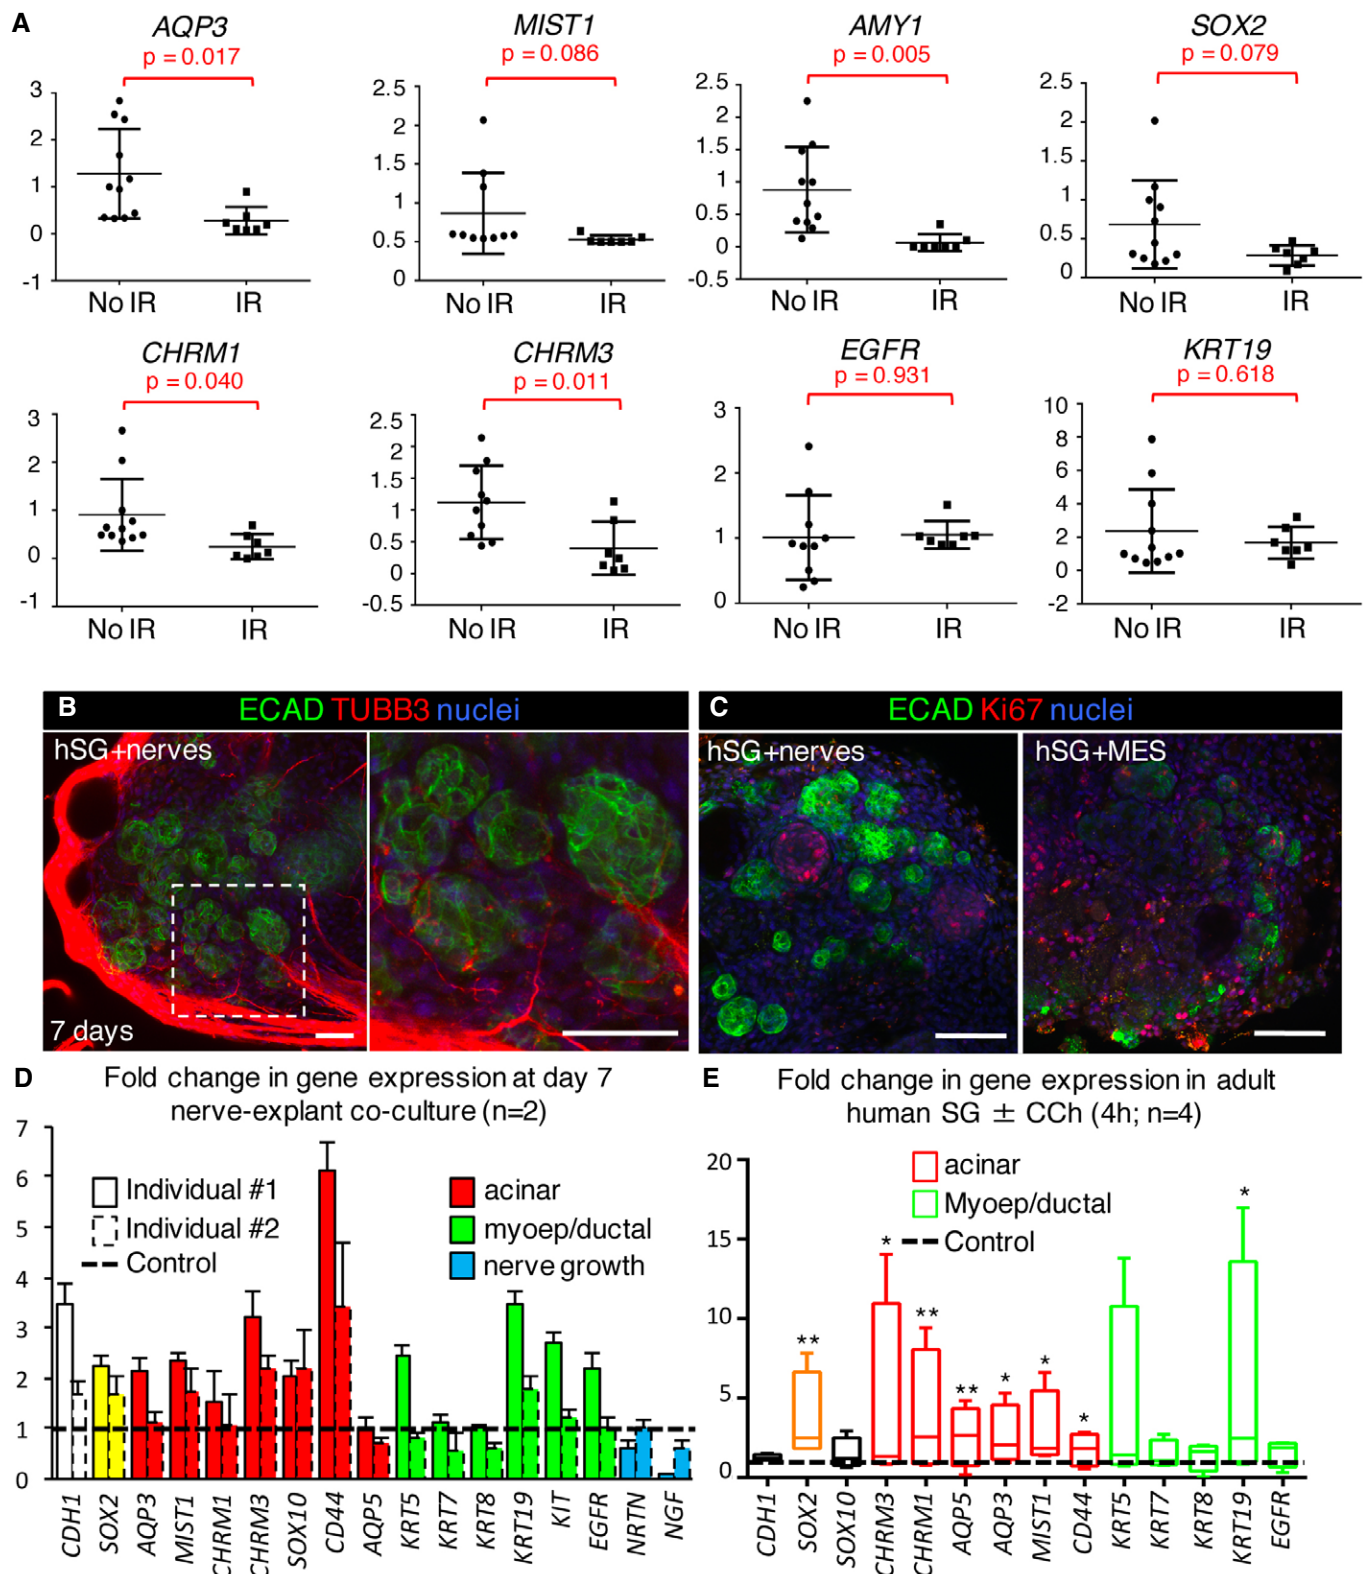 A
AQP3
p = 0.017
3
2
1
0
-1
No IR
IR
MIST1
p = 0.086
2.5
2
1.5
1
0.5
0
No IR
IR
AMY1
p = 0.005
2.5
2
1.5
1
0.5
0
-0.5
No IR
IR
SOX2
p = 0.079
2.5
2
1.5
1
0.5
0
No IR
IR
CHRM1
p = 0.040
3
2
1
0
-1
No IR
IR
CHRM3
p = 0.011
2.5
2
1.5
1
0.5
0
-0.5
No IR
IR
EGFR
p = 0.931
3
2
1
0
No IR
IR
KRT19
p = 0.618
10
8
6
4
2
0
-2
No IR
IR
B
ECAD TUBB3 nuclei
hSG+nerves
7 days
C
ECAD Ki67 nuclei
hSG+nerves
hSG+MES
D
Fold change in gene expression at day 7
nerve-explant co-culture (n=2)
7
6
5
4
3
2
1
0
Individual #1
Individual #2
Control
acinar
myoep/ductal
nerve growth
CDH1
SOX2
AQP3
MIST1
CHRM1
CHRM3
SOX10
CD44
AQP5
KRT5
KRT7
KRT8
KRT19
KIT
EGFR
NRTN
NGF
E
Fold change in gene expression in adult
human SG ± CCh (4h; n=4)
20
15
10
5
0
acinar
Myoep/ductal
Control
**
*
**
**
*
*
*
*
CDH1
SOX2
SOX10
CHRM3
CHRM1
AQP5
AQP3
MIST1
CD44
KRT5
KRT7
KRT8
KRT19
EGFR